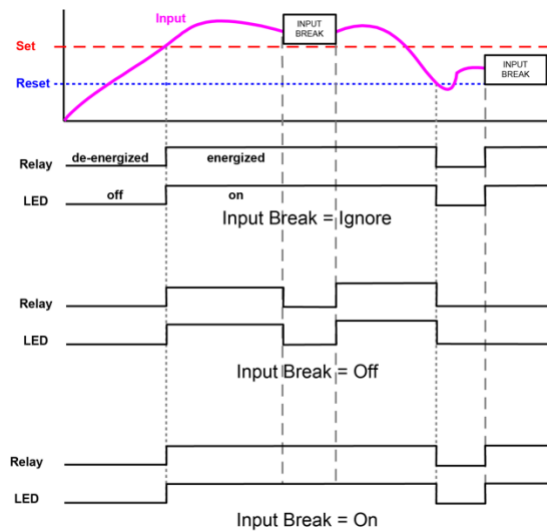 Input
INPUT
BREAK
Set
INPUT
BREAK
Reset
de-energized energized
Relay
off on
LED
Input Break = Ignore
Relay
LED
Input Break = Off
Relay
LED
Input Break = On